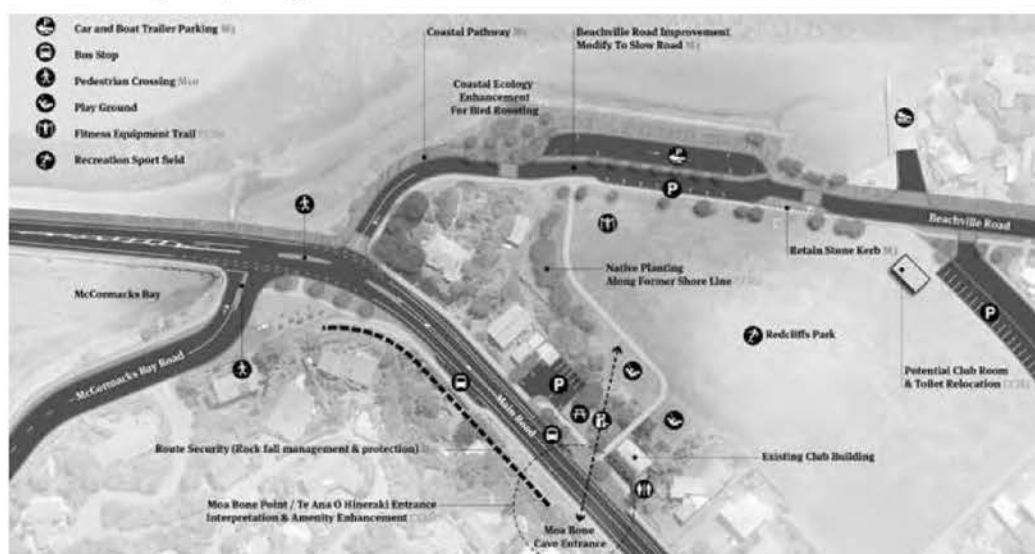 Car and Boat Trailer Parking
Bus Stop
Pedestrian Crossing
Play Ground
Fitness Equipment Trail
Recreation Sport field
Coastal Pathway
Beachville Road Improvement
Modify To Slow Road
Coastal Ecology
Enhancement
For Bird Roosting
P
Beachville Road
Retain Stone Kerb
Native Planting
Along Former Shore Line
McCormacks Bay
Redcliffs Park
P
McCormacks Bay Road
P
Potential Club Room
& Toilet Relocation
Main Road
Route Security (Rock fall management & protection)
Existing Club Building
Moa Bone Point / Te Ana O Hineraki Entrance
Interpretation & Amenity Enhancement
Moa Bone
Cave Entrance